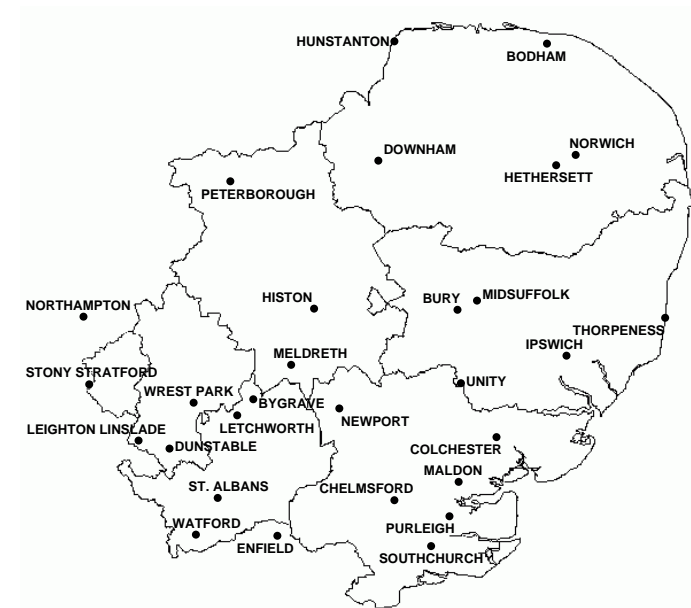 HUNSTANTON
BODHAM
DOWNHAM
NORWICH
HETHERSETT
PETERBOROUGH
NORTHAMPTON
HISTON
BURY
MIDSUFFOLK
THORPENESS
IPSWICH
MELDRETH
STONY STRATFORD
UNITY
WREST PARK
BYGRAVE
LETCHWORTH
NEWPORT
LEIGHTON LINSLADE
DUNSTABLE
COLCHESTER
MALDON
ST. ALBANS
CHELMSFORD
WATFORD
PURLEIGH
ENFIELD
SOUTHCHURCH